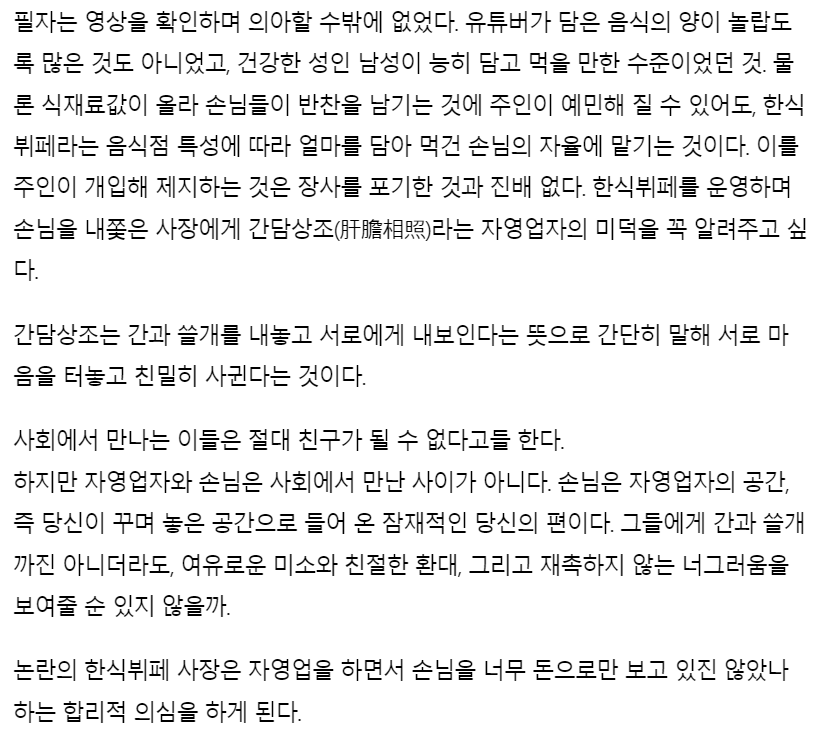 필자는 영상을 확인하며 의아할 수밖에 없었다. 유튜버가 담은 음식의 양이 놀랍도
록 많은 것도 아니었고, 건강한 성인 남성이 능히 담고 먹을 만한 수준이었던 것. 물
론 식재료값이 올라 손님들이 반찬을 남기는 것에 주인이 예민해 질 수 있어도, 한식
뷔페라는 음식점 특성에 따라 얼마를 담아 먹건 손님의 자율에 맡기는 것이다. 이를
주인이 개입해 제지하는 것은 장사를 포기한 것과 진배 없다. 한식뷔페를 운영하며
손님을 내쫓은 사장에게 간담상조(肝膽相照)라는 자영업자의 미덕을 꼭 알려주고 싶
다.
간담상조는 간과 쓸개를 내놓고 서로에게 내보인다는 뜻으로 간단히 말해 서로 마
음을 터놓고 친밀히 사귄다는 것이다.
사회에서 만나는 이들은 절대 친구가 될 수 없다고들 한다.
하지만 자영업자와 손님은 사회에서 만난 사이가 아니다. 손님은 자영업자의 공간,
즉 당신이 꾸며 놓은 공간으로 들어 온 잠재적인 당신의 편이다. 그들에게 간과 쓸개
까진 아니더라도, 여유로운 미소와 친절한 환대, 그리고 재촉하지 않는 너그러움을
보여줄 순 있지 않을까.
논란의 한식뷔페 사장은 자영업을 하면서 손님을 너무 돈으로만 보고 있진 않았나
하는 합리적 의심을 하게 된다.